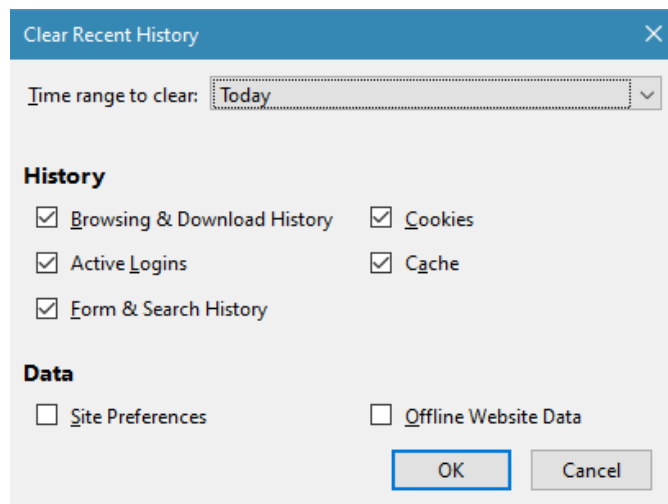 Clear Recent History
Time range to clear: Today
History
Browsing & Download History
Cookies
Active Logins
Cache
Form & Search History
Data
Site Preferences
Offline Website Data
OK
Cancel